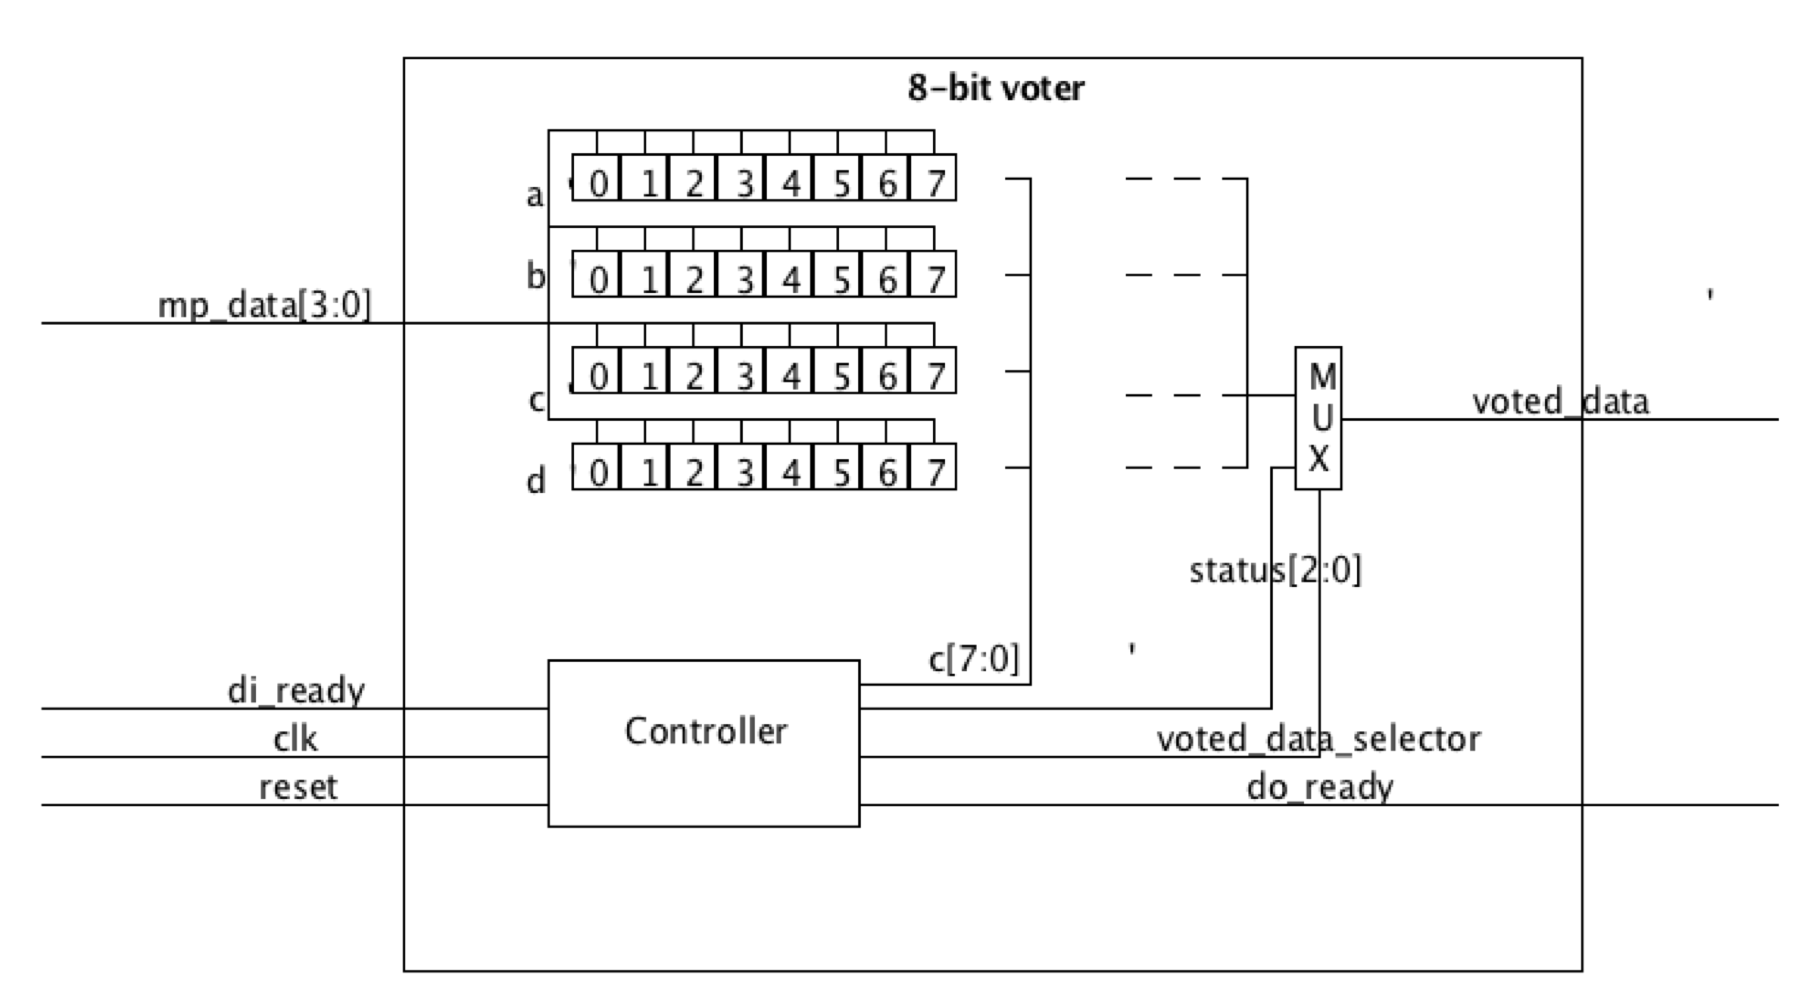 8-bit voter
a 0 1 2 3 4 5 6 7
b 0 1 2 3 4 5 6 7
mp_data[3:0]
c 0 1 2 3 4 5 6 7
M
U
X
voted_data
d 0 1 2 3 4 5 6 7
status[2:0]
c[7:0]
di_ready
Controller
clk
voted_data_selector
reset
do_ready